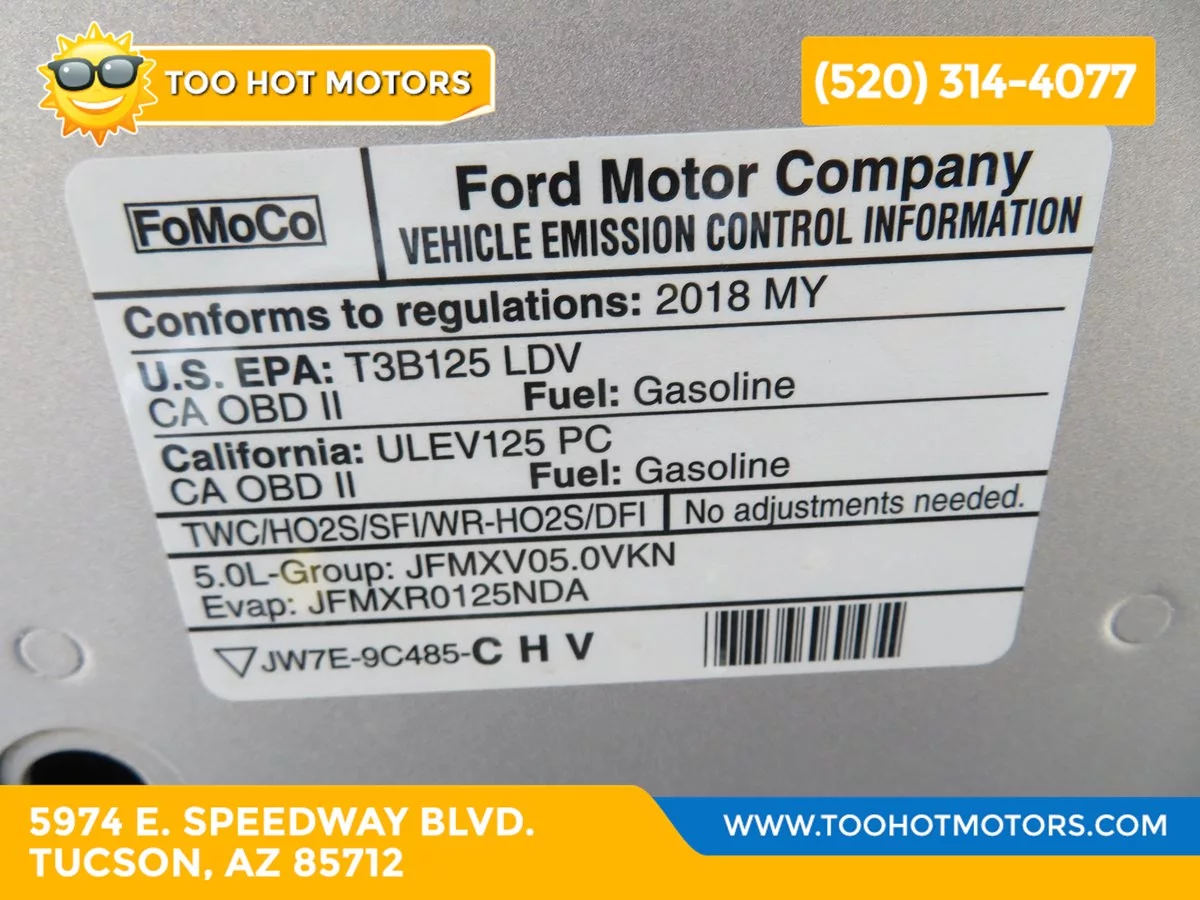 TOO HOT MOTORS
(520) 314-4077
FoMoCo
Ford Motor Company
VEHICLE EMISSION CONTROL INFORMATION
Conforms to regulations: 2018 MY
U.S. EPA: T3B125 LDV
CA OBD II Fuel: Gasoline
California: ULEV125 PC
CA OBD II Fuel: Gasoline
TWC/HO2S/SFI/WR-HO2S/DFI No adjustments needed.
5.0L-Group: JFMXV05.0VKN
Evap: JFMXR0125NDA
JW7E-9C485-C H V
5974 E. SPEEDWAY BLVD.
TUCSON, AZ 85712
WWW.TOOHOTMOTORS.COM